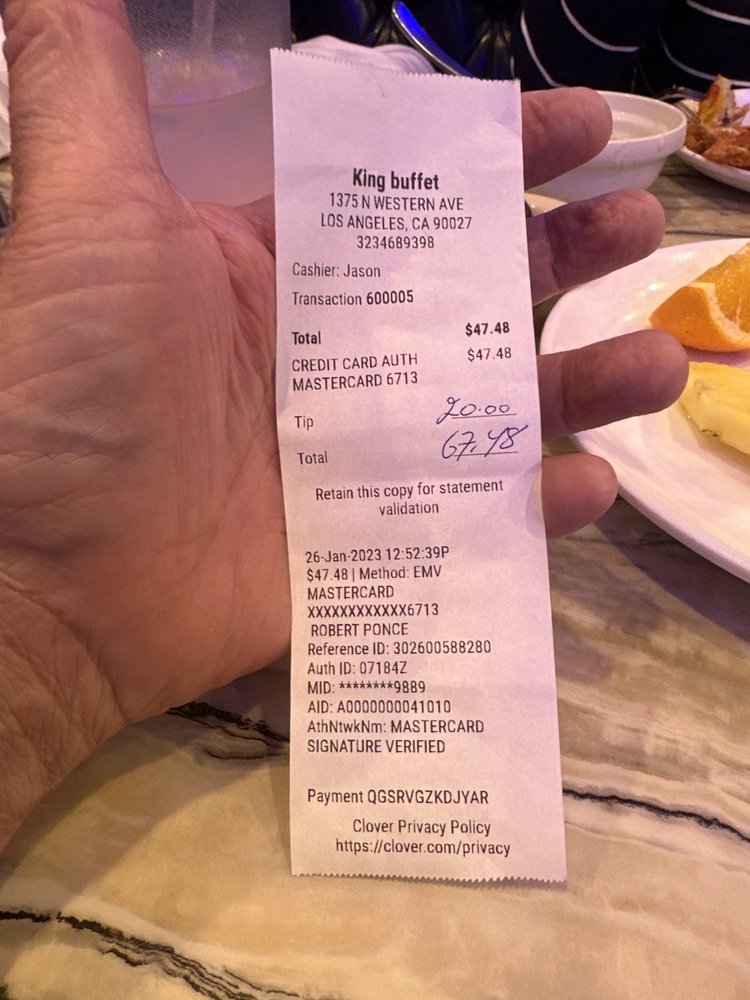 King buffet
1375 N WESTERN AVE
LOS ANGELES, CA 90027
3234689398
Cashier: Jason
Transaction 600005
Total $47.48
CREDIT CARD AUTH $47.48
MASTERCARD 6713
Tip 20.00
Total 67.48
Retain this copy for statement
validation
26-Jan-2023 12:52:39P
$47.48 | Method: EMV
MASTERCARD
XXXXXXXXXXXX6713
ROBERT PONCE
Reference ID: 302600588280
Auth ID: 07184Z
MID: ********9889
AID: A0000000041010
AthNtwkNm: MASTERCARD
SIGNATURE VERIFIED
Payment QGSRVGZKDJYAR
Clover Privacy Policy
https://clover.com/privacy